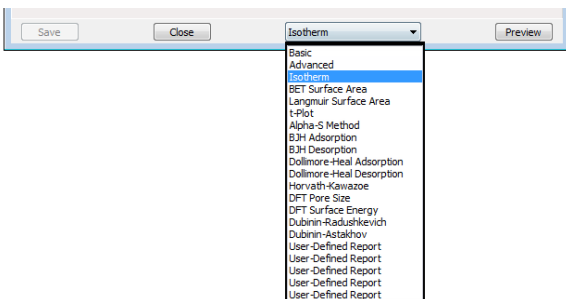 Save Close Isotherm Preview
Basic
Advanced
Isotherm
BET Surface Area
Langmuir Surface Area
t-Plot
Alpha-S Method
BJH Adsorption
BJH Desorption
Dollimore-Heal Adsorption
Dollimore-Heal Desorption
Horvath-Kawazoe
DFT Pore Size
DFT Surface Energy
Dubinin-Radushkevich
Dubinin-Astakhov
User-Defined Report
User-Defined Report
User-Defined Report
User-Defined Report
User-Defined Report